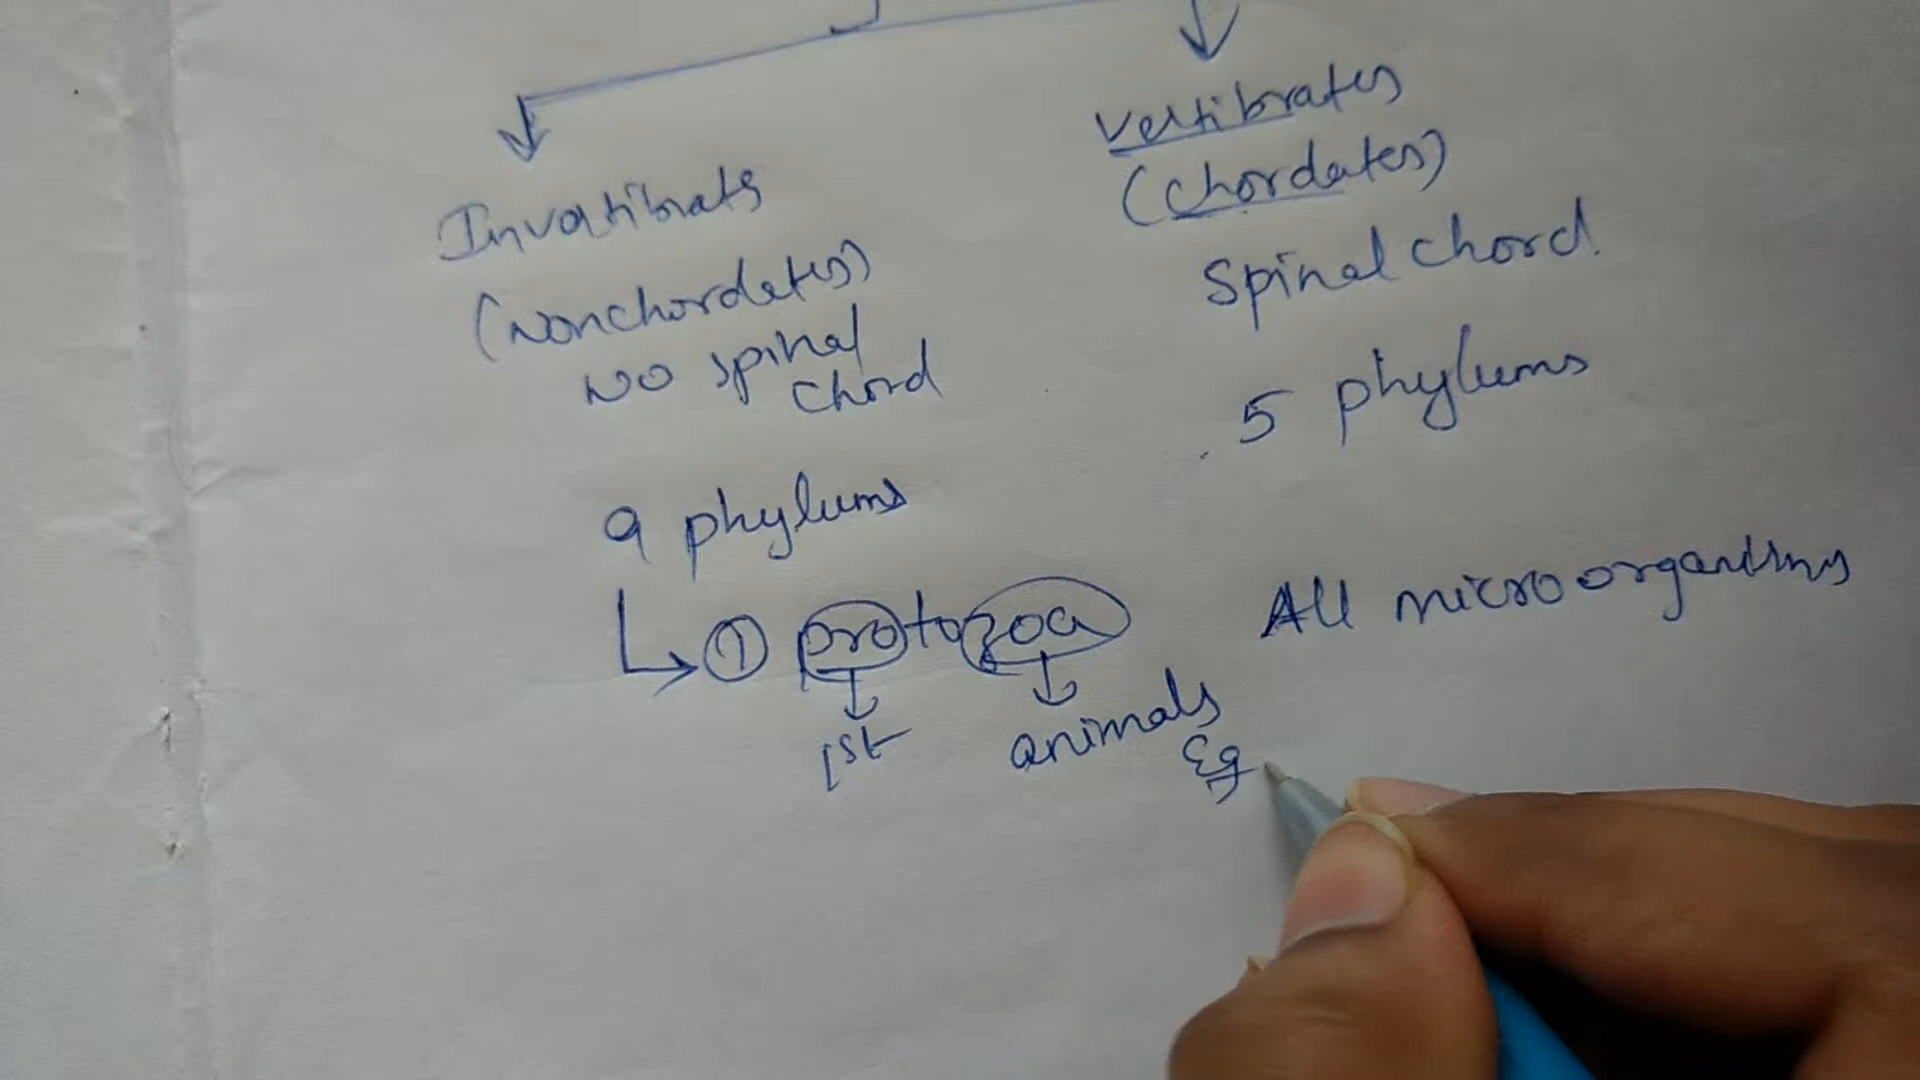 Invatibrats
(Nonchordates)
No spinal
chord
9 phylums
① protozoa
1st
animals
Eg
Vertibrates
(Chordates)
Spinal chord.
5 phylums
All microorganisms